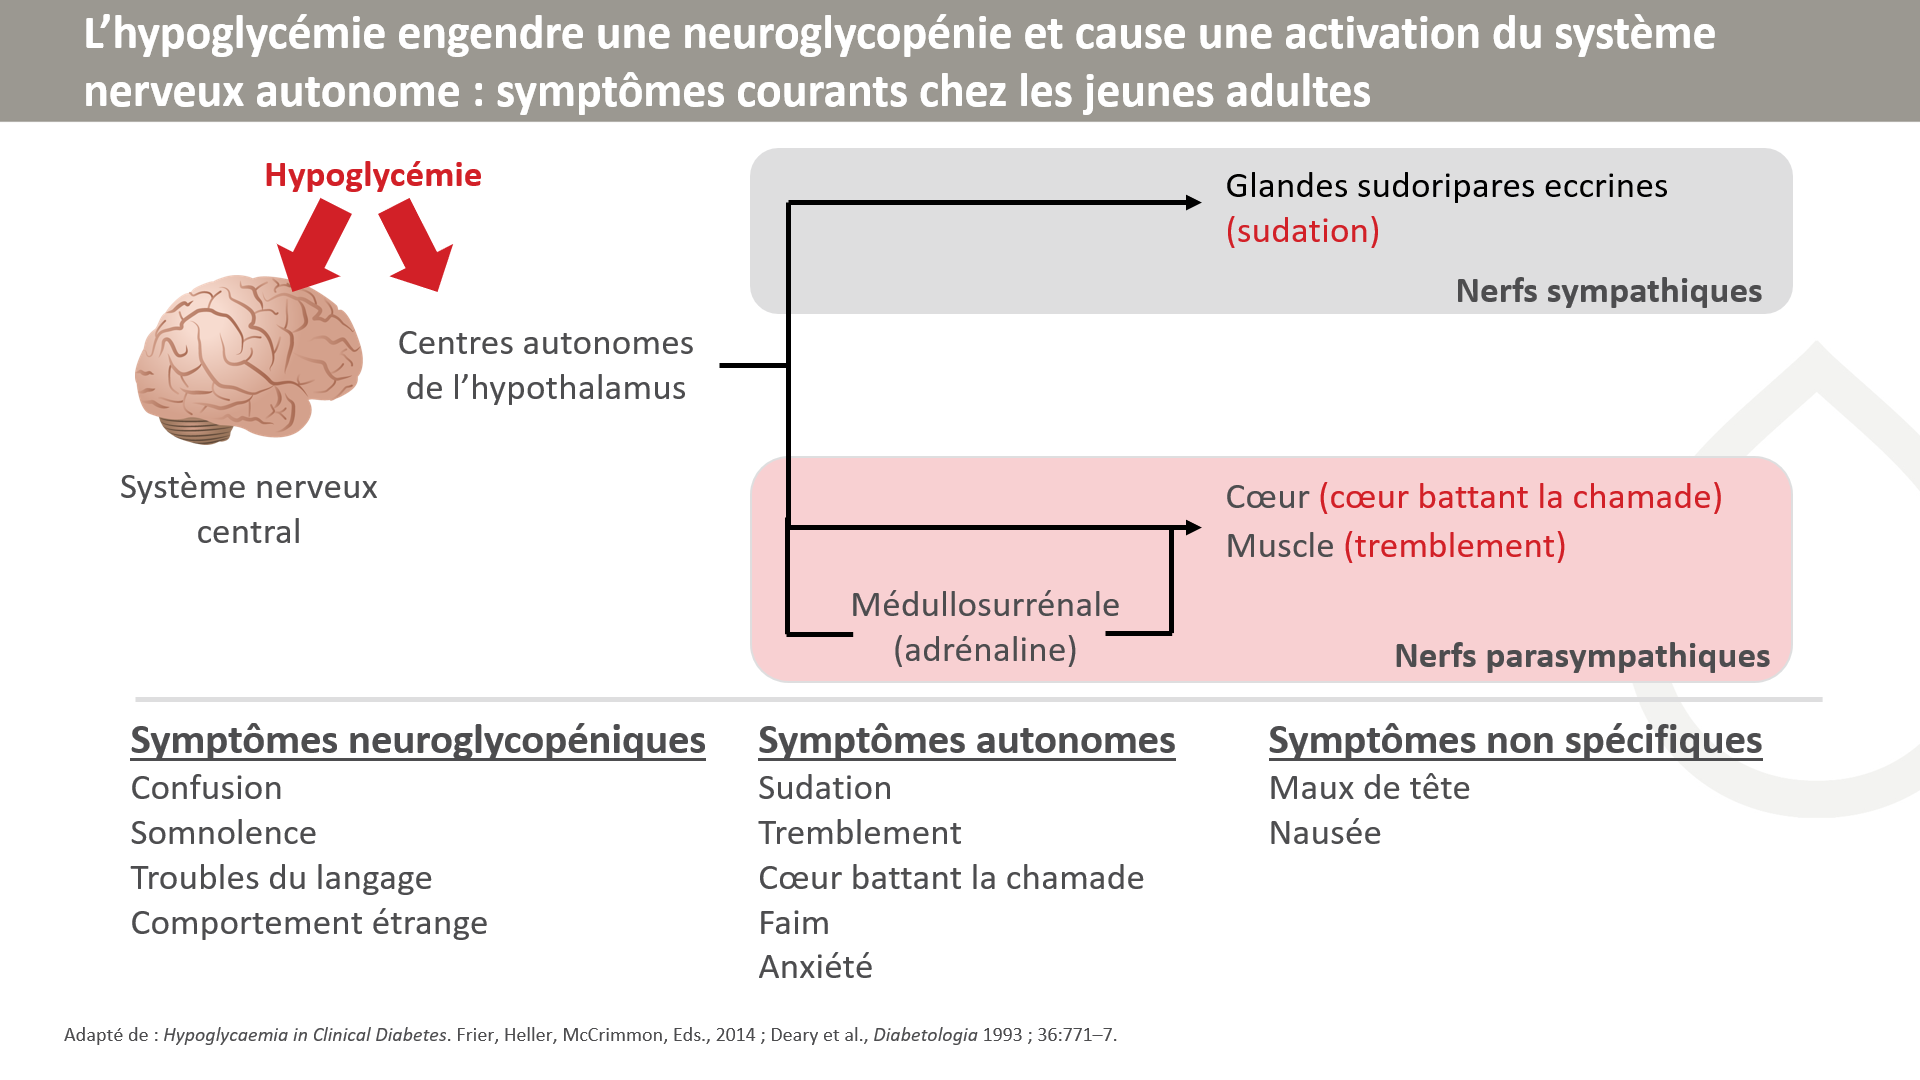 L’hypoglycémie engendre une neuroglycopénie et cause une activation du système
nerveux autonome : symptômes courants chez les jeunes adultes
Hypoglycémie
Centres autonomes
de l’hypothalamus
Système nerveux
central
Glandes sudoripares eccrines
(sudation)
Nerfs sympathiques
Cœur (cœur battant la chamade)
Muscle (tremblement)
Médullosurrénale
(adrénaline)
Nerfs parasympathiques
Symptômes neuroglycopéniques
Confusion
Somnolence
Troubles du langage
Comportement étrange
Symptômes autonomes
Sudation
Tremblement
Cœur battant la chamade
Faim
Anxiété
Symptômes non spécifiques
Maux de tête
Nausée
Adapté de : Hypoglycaemia in Clinical Diabetes. Frier, Heller, McCrimmon, Eds., 2014 ; Deary et al., Diabetologia 1993 ; 36:771–7.